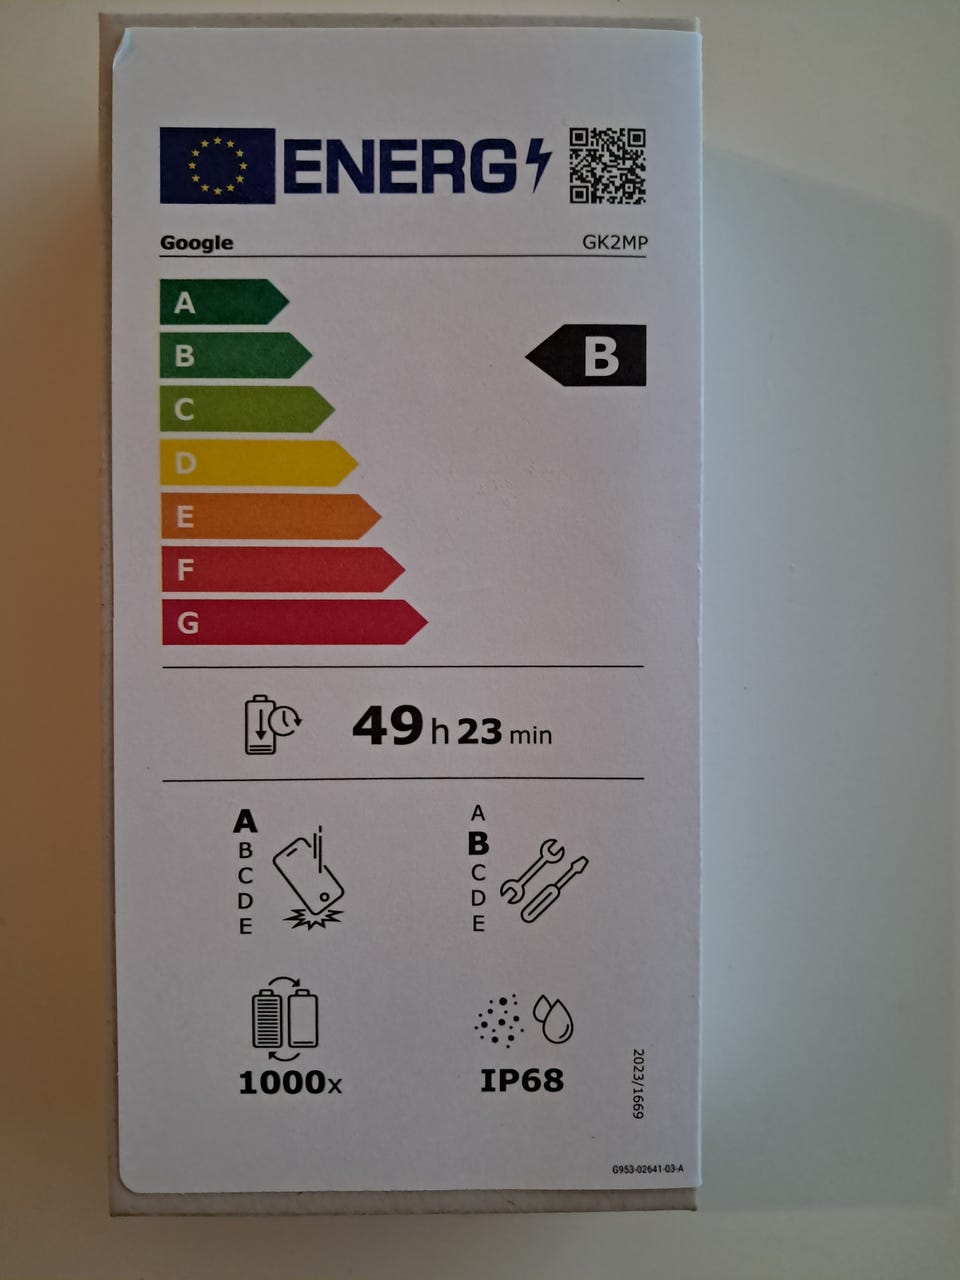 ENERG
Google GK2MP
A
B B
C
D
E
F
G
49 h 23 min
A
B
C
D
E
A
B
C
D
E
1000x
IP68
2023/1669
G953-02641-03-A